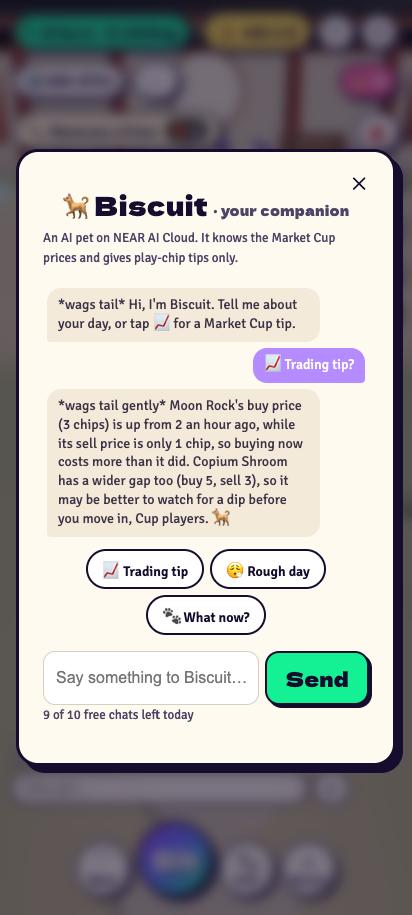 Biscuit · your companion
An AI pet on NEAR AI Cloud. It knows the Market Cup
prices and gives play-chip tips only.
*wags tail* Hi, I'm Biscuit. Tell me about
your day, or tap 📈 for a Market Cup tip.
📈 Trading tip?
*wags tail gently* Moon Rock's buy price
(3 chips) is up from 2 an hour ago, while
its sell price is only 1 chip, so buying now
costs more than it did. Copium Shroom
has a wider gap too (buy 5, sell 3), so it
may be better to watch for a dip before
you move in, Cup players. 🐕
📈 Trading tip
😮‍💨 Rough day
🐾 What now?
Say something to Biscuit…
Send
9 of 10 free chats left today